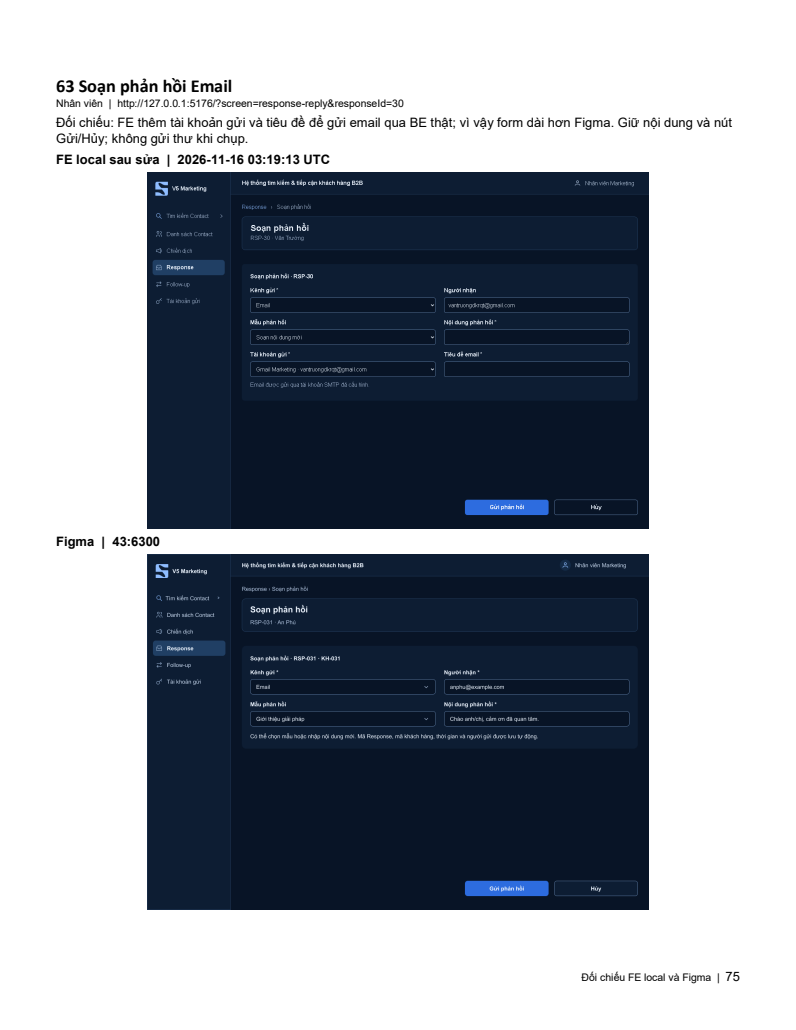 63 Soạn phản hồi Email
Nhân viên | http://127.0.0.1:5176/?screen=response-reply&responseId=30
Đối chiếu: FE thêm tài khoản gửi và tiêu đề để gửi email qua BE thật; vì vậy form dài hơn Figma. Giữ nội dung và nút
Gửi/Hủy; không gửi thư khi chụp.
FE local sau sửa | 2026-11-16 03:19:13 UTC
V5 Marketing
Hệ thống tìm kiếm & tiếp cận khách hàng B2B
Nhân viên Marketing
Response › Soạn phản hồi
Tìm kiếm Contact
Danh sách Contact
Chiến dịch
Response
Follow-up
Tài khoản gửi
Soạn phản hồi
RSP-30 · Văn Trường
Soạn phản hồi · RSP-30
Kênh gửi * Người nhận
Email vantruongdkrqt@gmail.com
Mẫu phản hồi Nội dung phản hồi *
Soạn nội dung mới
Tài khoản gửi * Tiêu đề email *
Gmail Marketing · vantruongdkrqt@gmail.com
Email được gửi qua tài khoản SMTP đã cấu hình.
Gửi phản hồi Hủy
Figma | 43:6300
V5 Marketing
Hệ thống tìm kiếm & tiếp cận khách hàng B2B
Nhân viên Marketing
Response › Soạn phản hồi
Tìm kiếm Contact
Danh sách Contact
Chiến dịch
Response
Follow-up
Tài khoản gửi
Soạn phản hồi
RSP-031 · An Phú
Soạn phản hồi · RSP-031 · KH-031
Kênh gửi * Người nhận *
Email anphu@example.com
Mẫu phản hồi Nội dung phản hồi *
Giới thiệu giải pháp Chào anh/chị, cảm ơn đã quan tâm.
Có thể chọn mẫu hoặc nhập nội dung mới. Mã Response, mã khách hàng, thời gian và người gửi được lưu tự động.
Gửi phản hồi Hủy
Đối chiếu FE local và Figma | 75